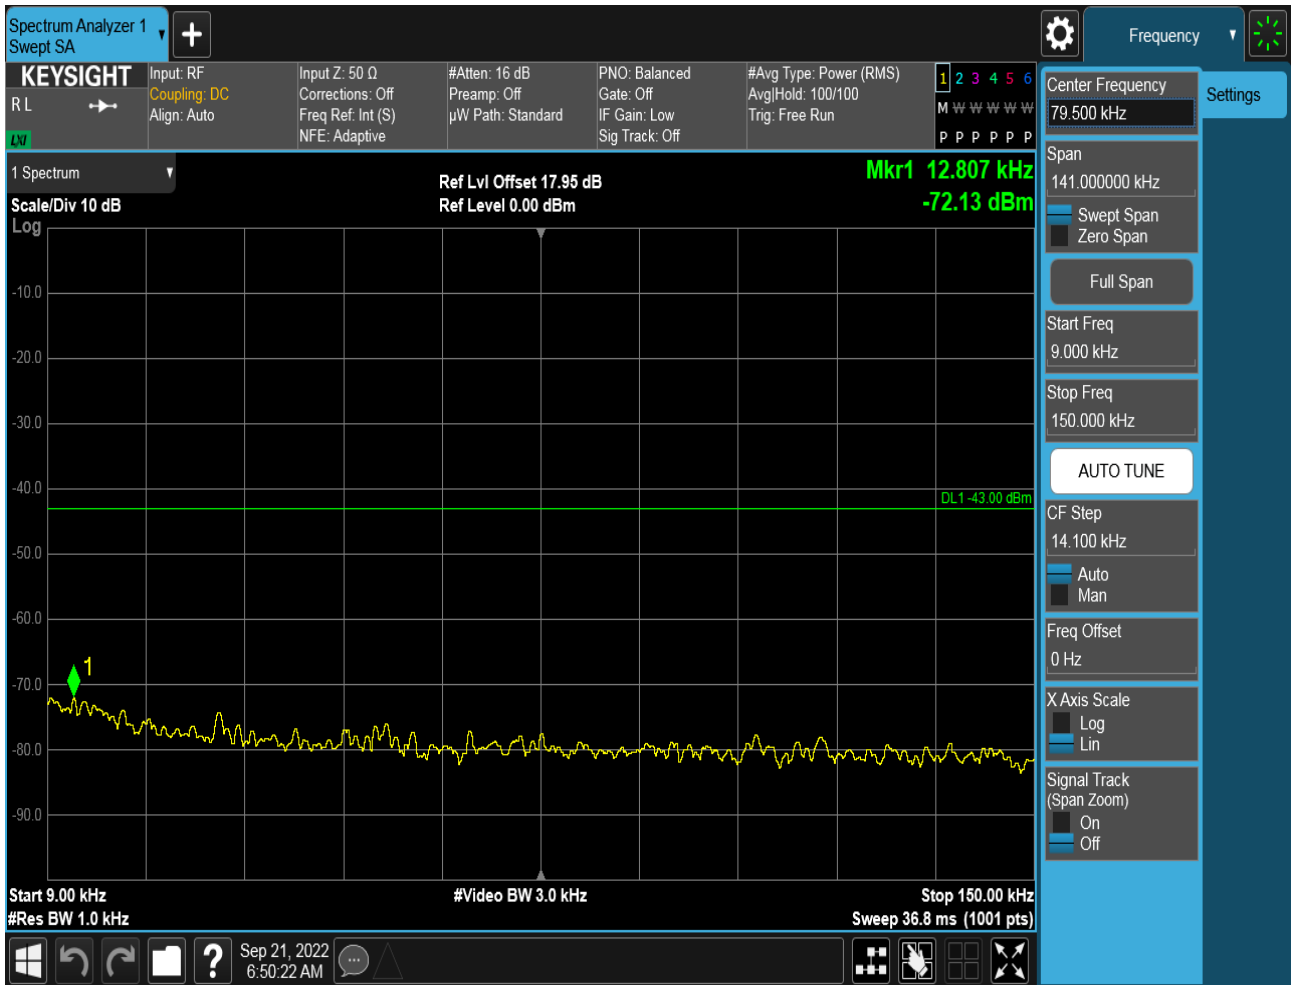 Spectrum Analyzer 1
Swept SA
Frequency
Settings
KEYSIGHT
R L
LXI
Input: RF
Coupling: DC
Align: Auto
Input Z: 50 Ω
Corrections: Off
Freq Ref: Int (S)
NFE: Adaptive
#Atten: 16 dB
Preamp: Off
µW Path: Standard
PNO: Balanced
Gate: Off
IF Gain: Low
Sig Track: Off
#Avg Type: Power (RMS)
Avg|Hold: 100/100
Trig: Free Run
1 2 3 4 5 6
M W W W W W
P P P P P P
1 Spectrum
Scale/Div 10 dB
Log
Ref Lvl Offset 17.95 dB
Ref Level 0.00 dBm
Mkr1 12.807 kHz
-72.13 dBm
-10.0
-20.0
-30.0
-40.0
DL1 -43.00 dBm
-50.0
-60.0
1
-70.0
-80.0
-90.0
Start 9.00 kHz
#Res BW 1.0 kHz
#Video BW 3.0 kHz
Stop 150.00 kHz
Sweep 36.8 ms (1001 pts)
Center Frequency
79.500 kHz
Span
141.000000 kHz
Swept Span
Zero Span
Full Span
Start Freq
9.000 kHz
Stop Freq
150.000 kHz
AUTO TUNE
CF Step
14.100 kHz
Auto
Man
Freq Offset
0 Hz
X Axis Scale
Log
Lin
Signal Track
(Span Zoom)
On
Off
?
Sep 21, 2022
6:50:22 AM